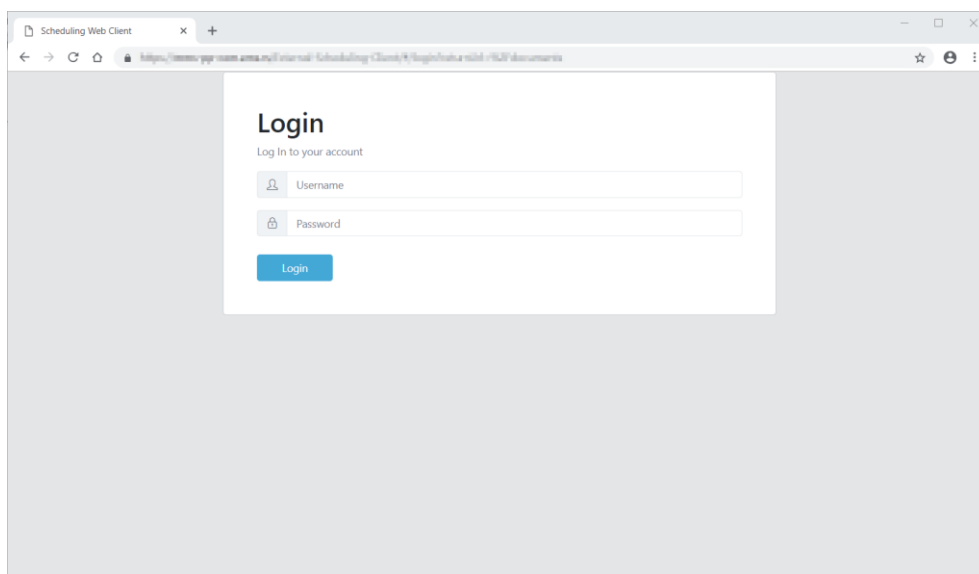 Scheduling Web Client
Login
Log In to your account
Username
Password
Login